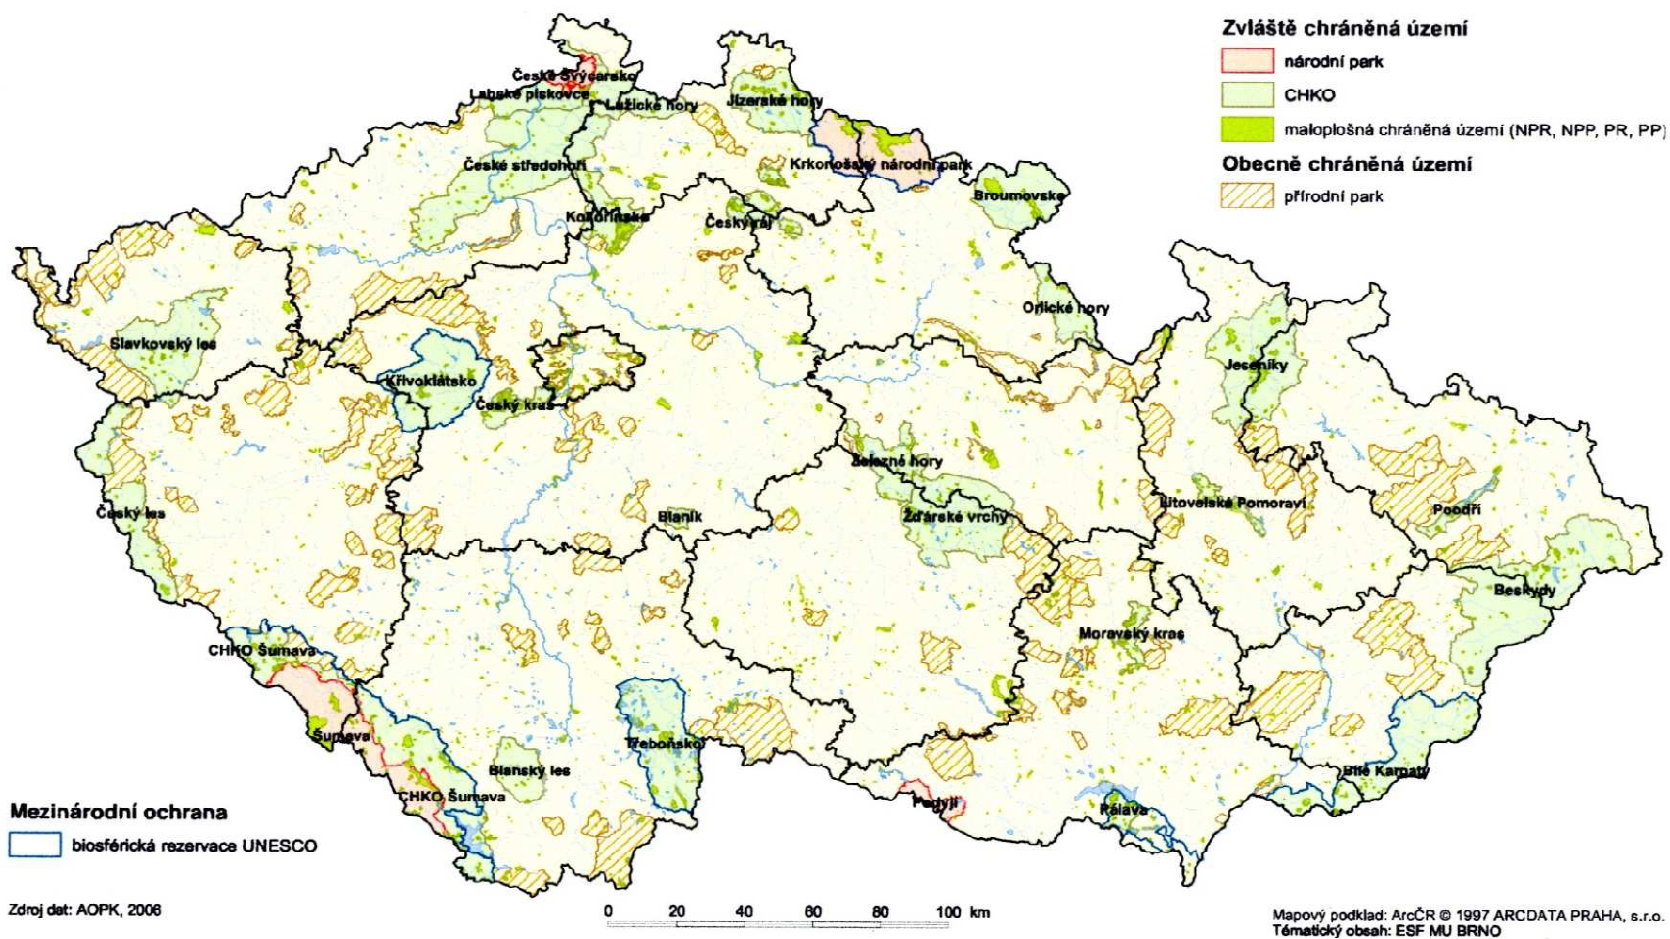 Zvláště chráněná území
národní park
CHKO
maloplošná chráněná území (NPR, NPP, PR, PP)
Obecně chráněná území
přírodní park
České Švýcarsko
Labské pískovce
Lužické hory
Jizerské hory
České středohoří
Krkonošský národní park
Broumovsko
Kokořínsko
Český ráj
Orlické hory
Slavkovský les
Jeseníky
Křivoklátsko
Český kras
Železné hory
Litovelské Pomoraví
Český les
Blaník
Žďárské vrchy
Poodří
Beskydy
Moravský kras
CHKO Šumava
Šumava
Třeboňsko
Blanský les
Bílé Karpaty
CHKO Šumava
Podyjí
Pálava
Mezinárodní ochrana
biosférická rezervace UNESCO
Zdroj dat: AOPK, 2006
0 20 40 60 80 100 km
Mapový podklad: ArcČR © 1997 ARCDATA PRAHA, s.r.o.
Tématický obsah: ESF MU BRNO